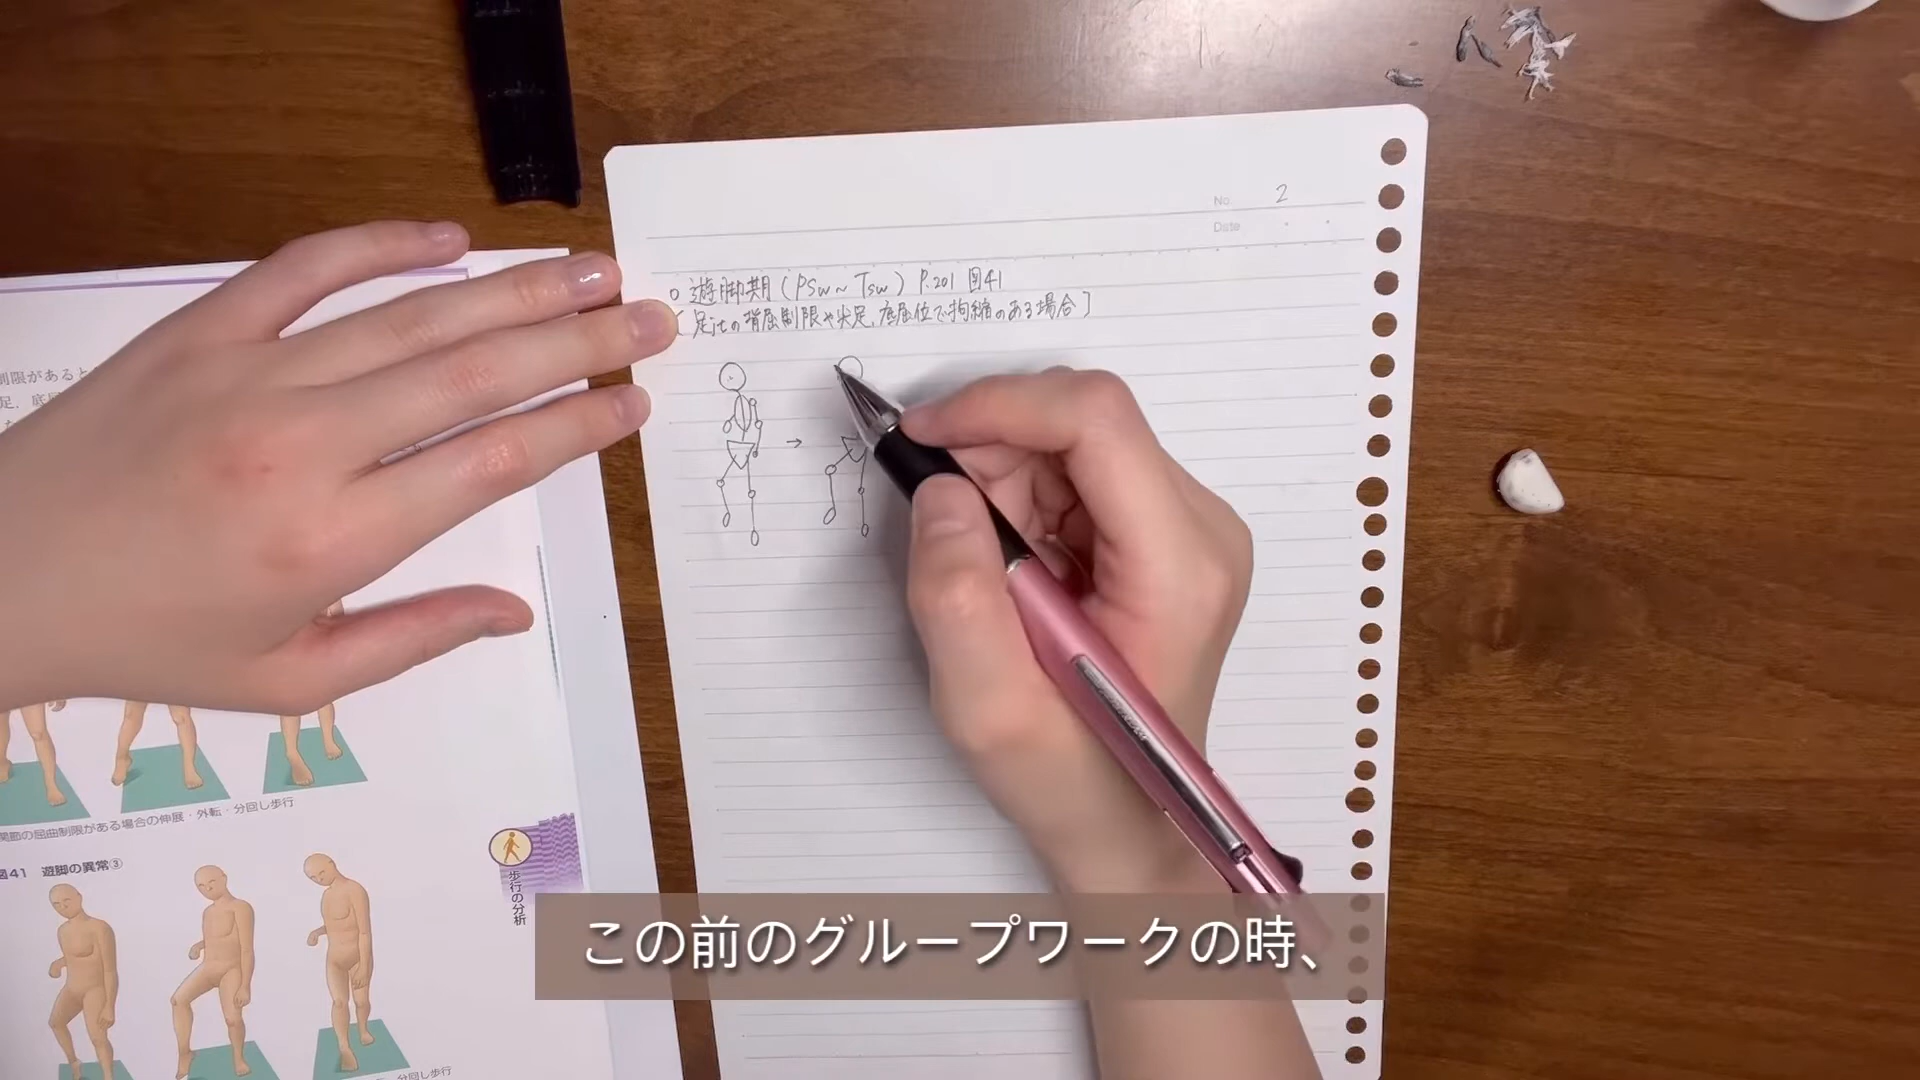 No. 2
Date
○ 遊脚期 (PSw～Tsw) P.201 図41
[足jtの背屈制限や尖足、底屈位で拘縮のある場合]
→
制限があると
足，底屈
関節の屈曲制限がある場合の伸展・外転・分回し歩行
図41 遊脚の異常③
歩行の分析
分回し歩行
この前のグループワークの時、